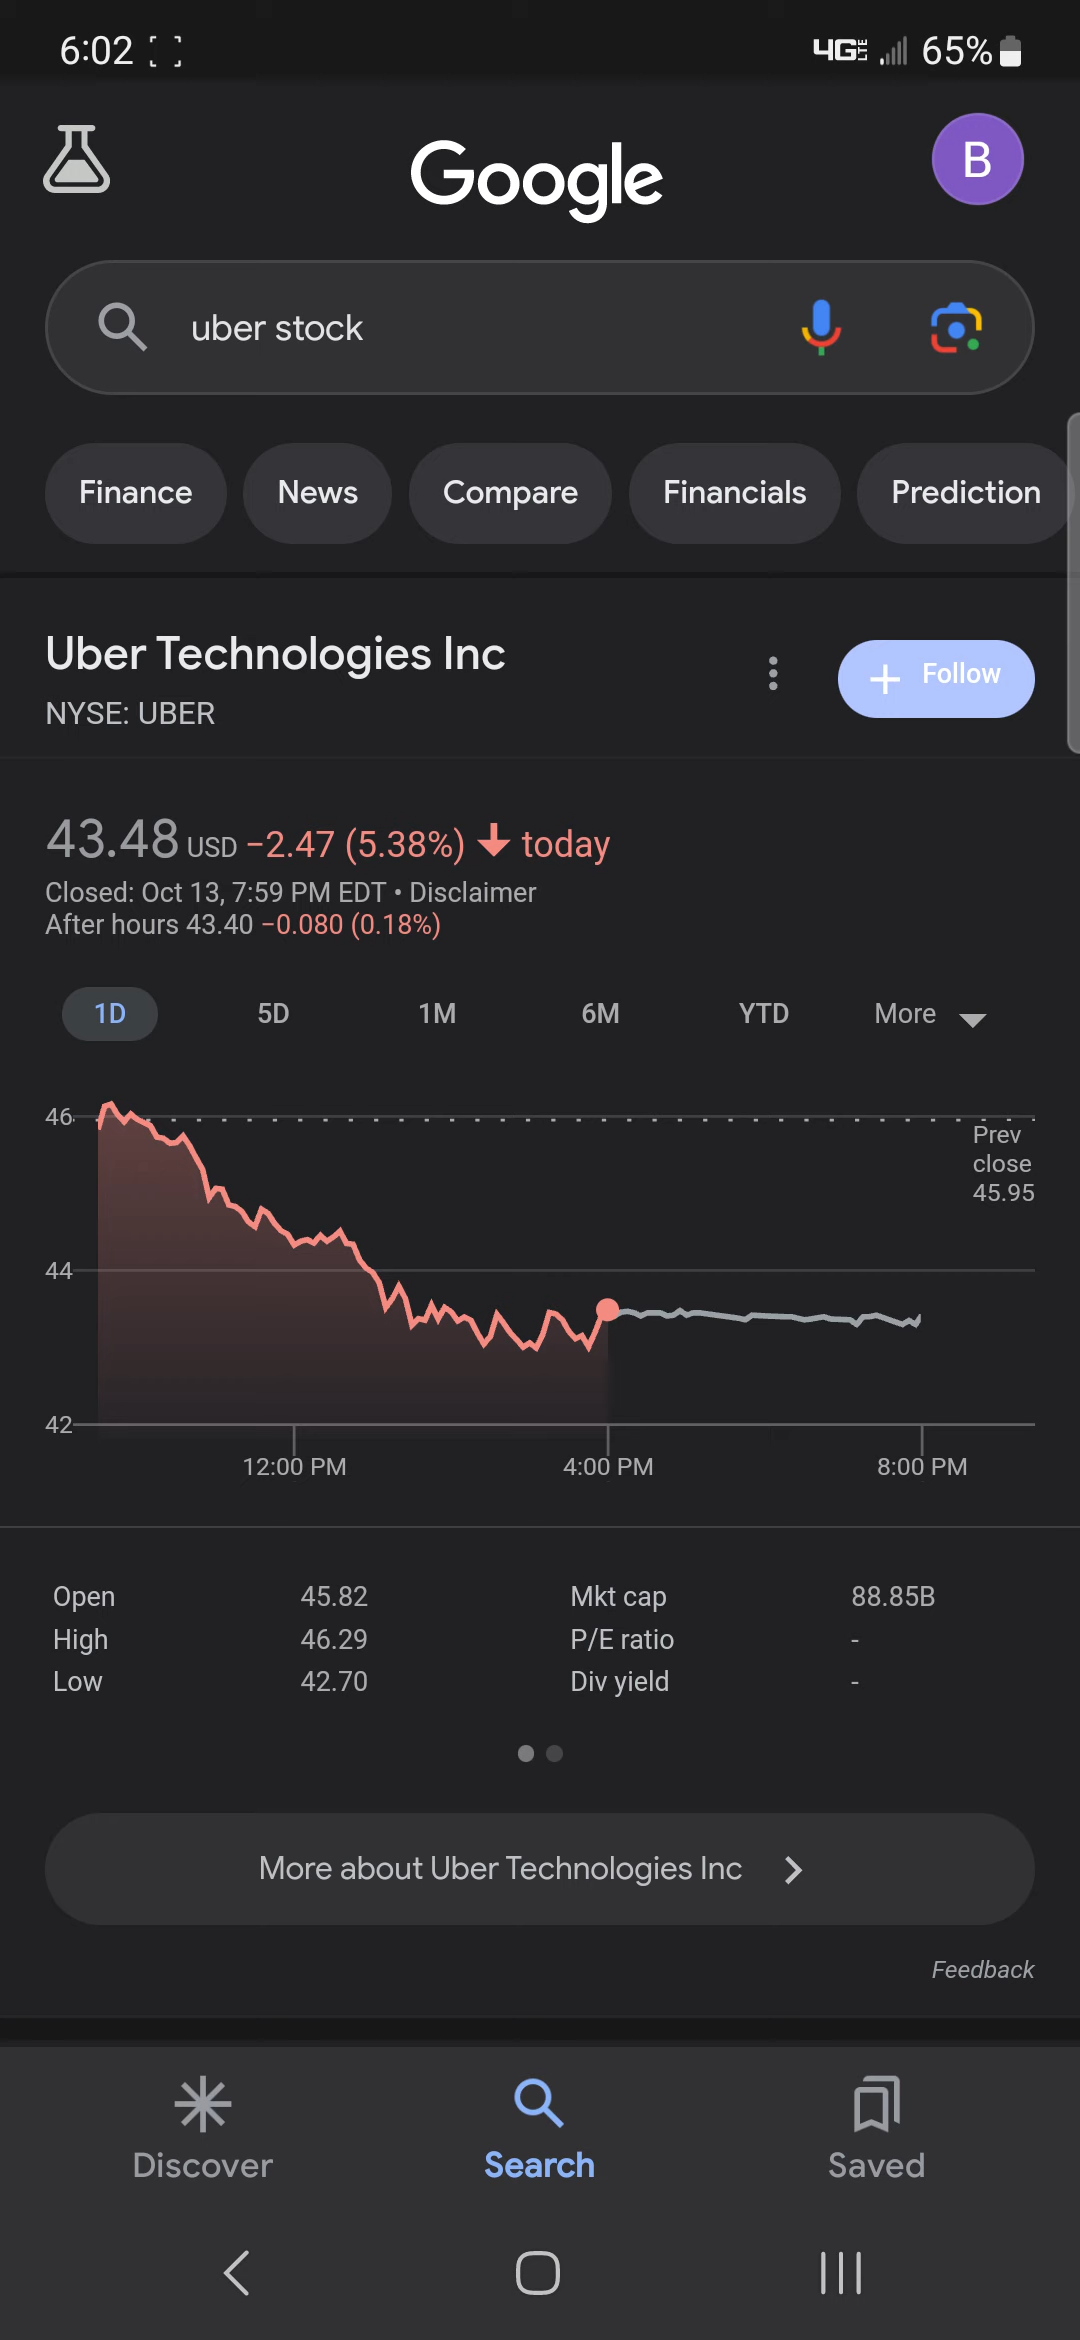 6:02 4G LTE 65%
Google
B
uber stock
Finance News Compare Financials Prediction
Uber Technologies Inc
NYSE: UBER
+ Follow
43.48 USD −2.47 (5.38%) ↓ today
Closed: Oct 13, 7:59 PM EDT • Disclaimer
After hours 43.40 −0.080 (0.18%)
1D 5D 1M 6M YTD More
46
Prev
close
45.95
44
42
12:00 PM 4:00 PM 8:00 PM
Open 45.82 Mkt cap 88.85B
High 46.29 P/E ratio -
Low 42.70 Div yield -
More about Uber Technologies Inc
Feedback
Discover Search Saved